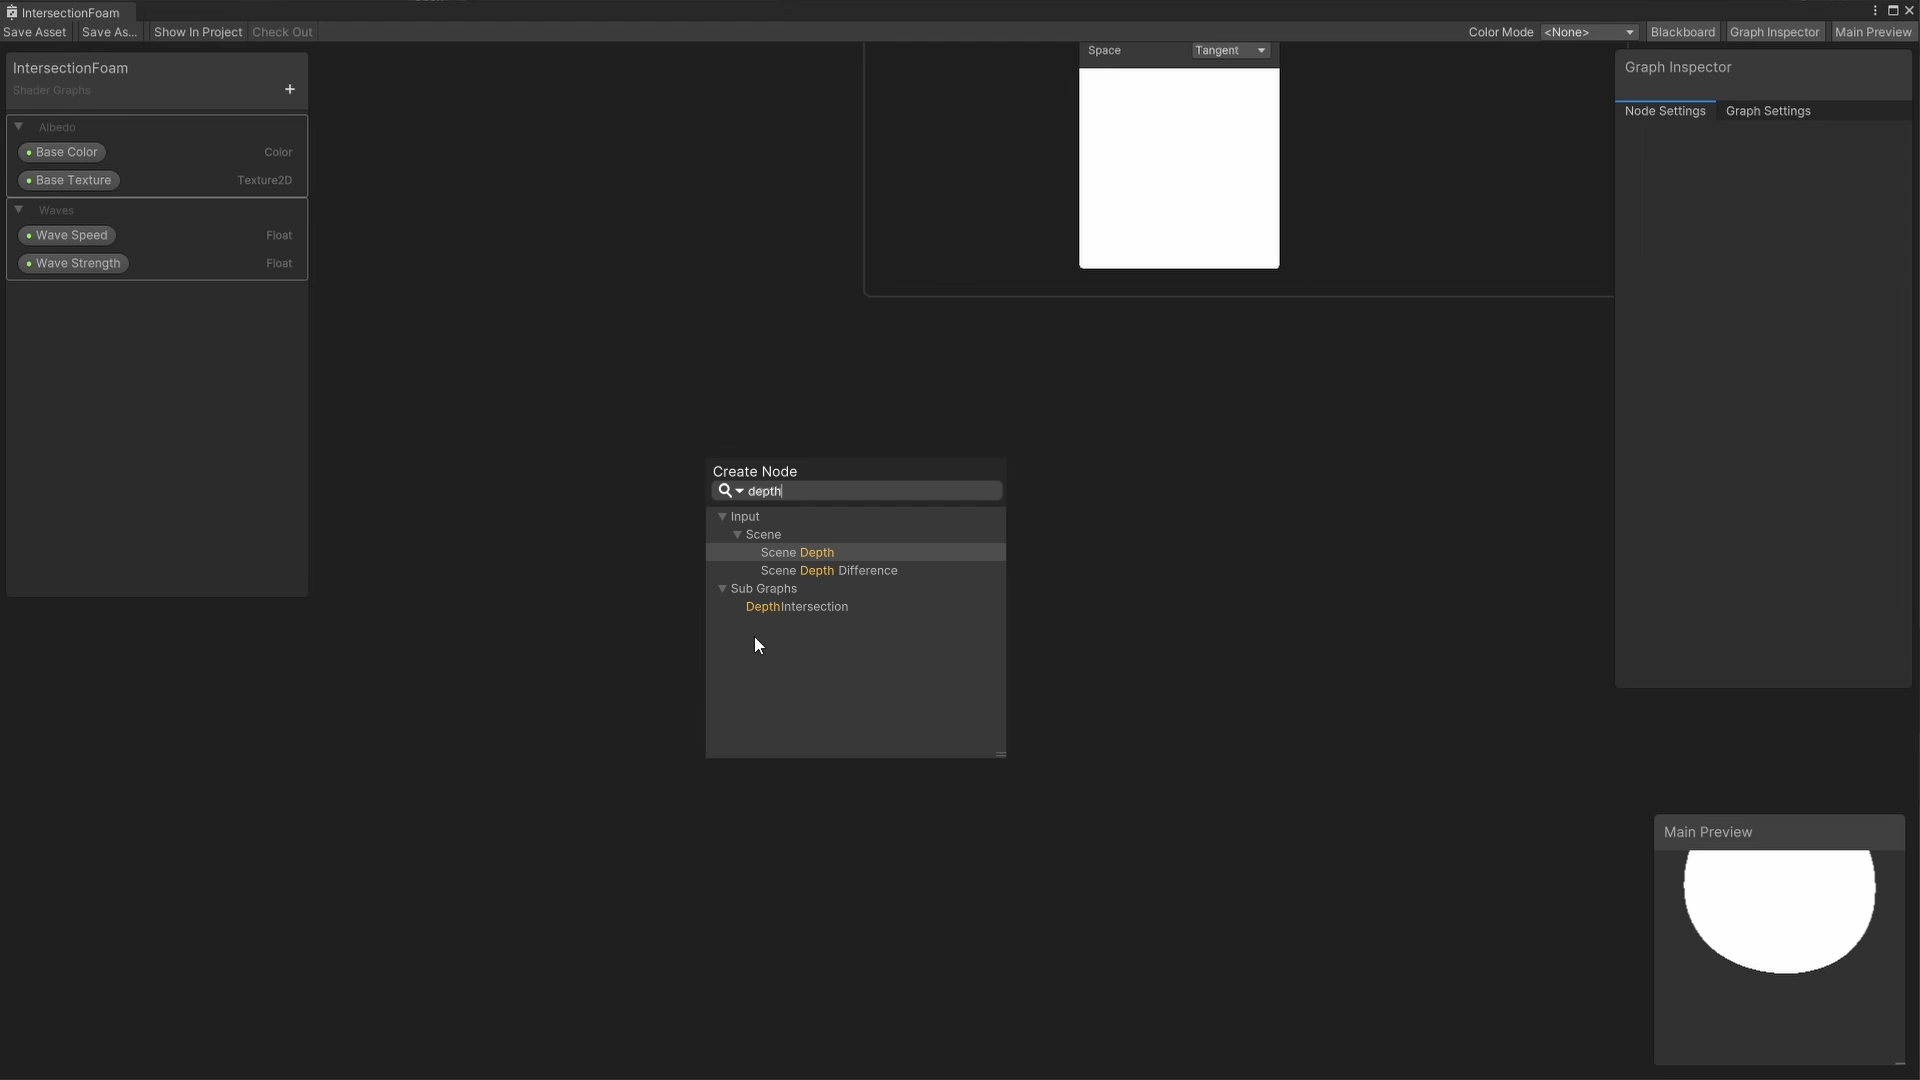 IntersectionFoam
Save Asset Save As... Show In Project Check Out Color Mode <None> Blackboard Graph Inspector Main Preview
IntersectionFoam
Shader Graphs
+
Albedo
Base Color Color
Base Texture Texture2D
Waves
Wave Speed Float
Wave Strength Float
Space Tangent
Create Node
depth
Input
Scene
Scene Depth
Scene Depth Difference
Sub Graphs
DepthIntersection
Graph Inspector
Node Settings Graph Settings
Main Preview